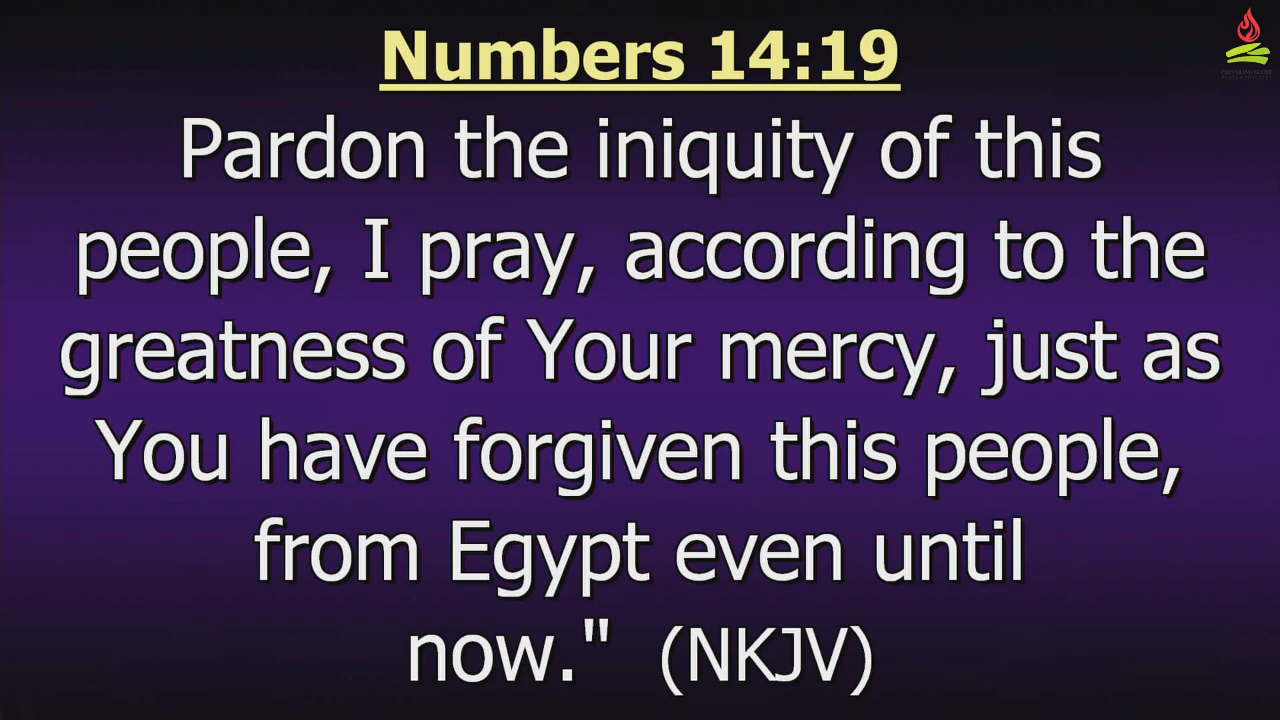 Numbers 14:19
Pardon the iniquity of this
people, I pray, according to the
greatness of Your mercy, just as
You have forgiven this people,
from Egypt even until
now." (NKJV)